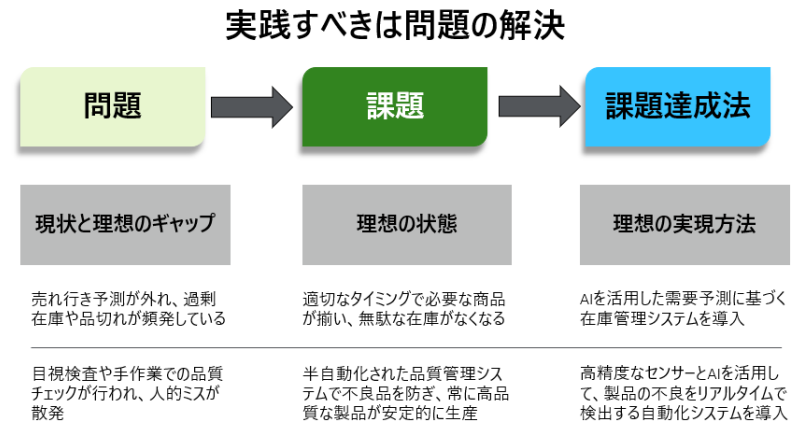 実践すべきは問題の解決
問題
課題
課題達成法
現状と理想のギャップ
理想の状態
理想の実現方法
売れ行き予測が外れ、過剰
在庫や品切れが頻発している
適切なタイミングで必要な商品
が揃い、無駄な在庫がなくなる
AIを活用した需要予測に基づく
在庫管理システムを導入
目視検査や手作業での品質
チェックが行われ、人的ミスが
散発
半自動化された品質管理シス
テムで不良品を防ぎ、常に高品
質な製品が安定的に生産
高精度なセンサーとAIを活用し
て、製品の不良をリアルタイムで
検出する自動化システムを導入